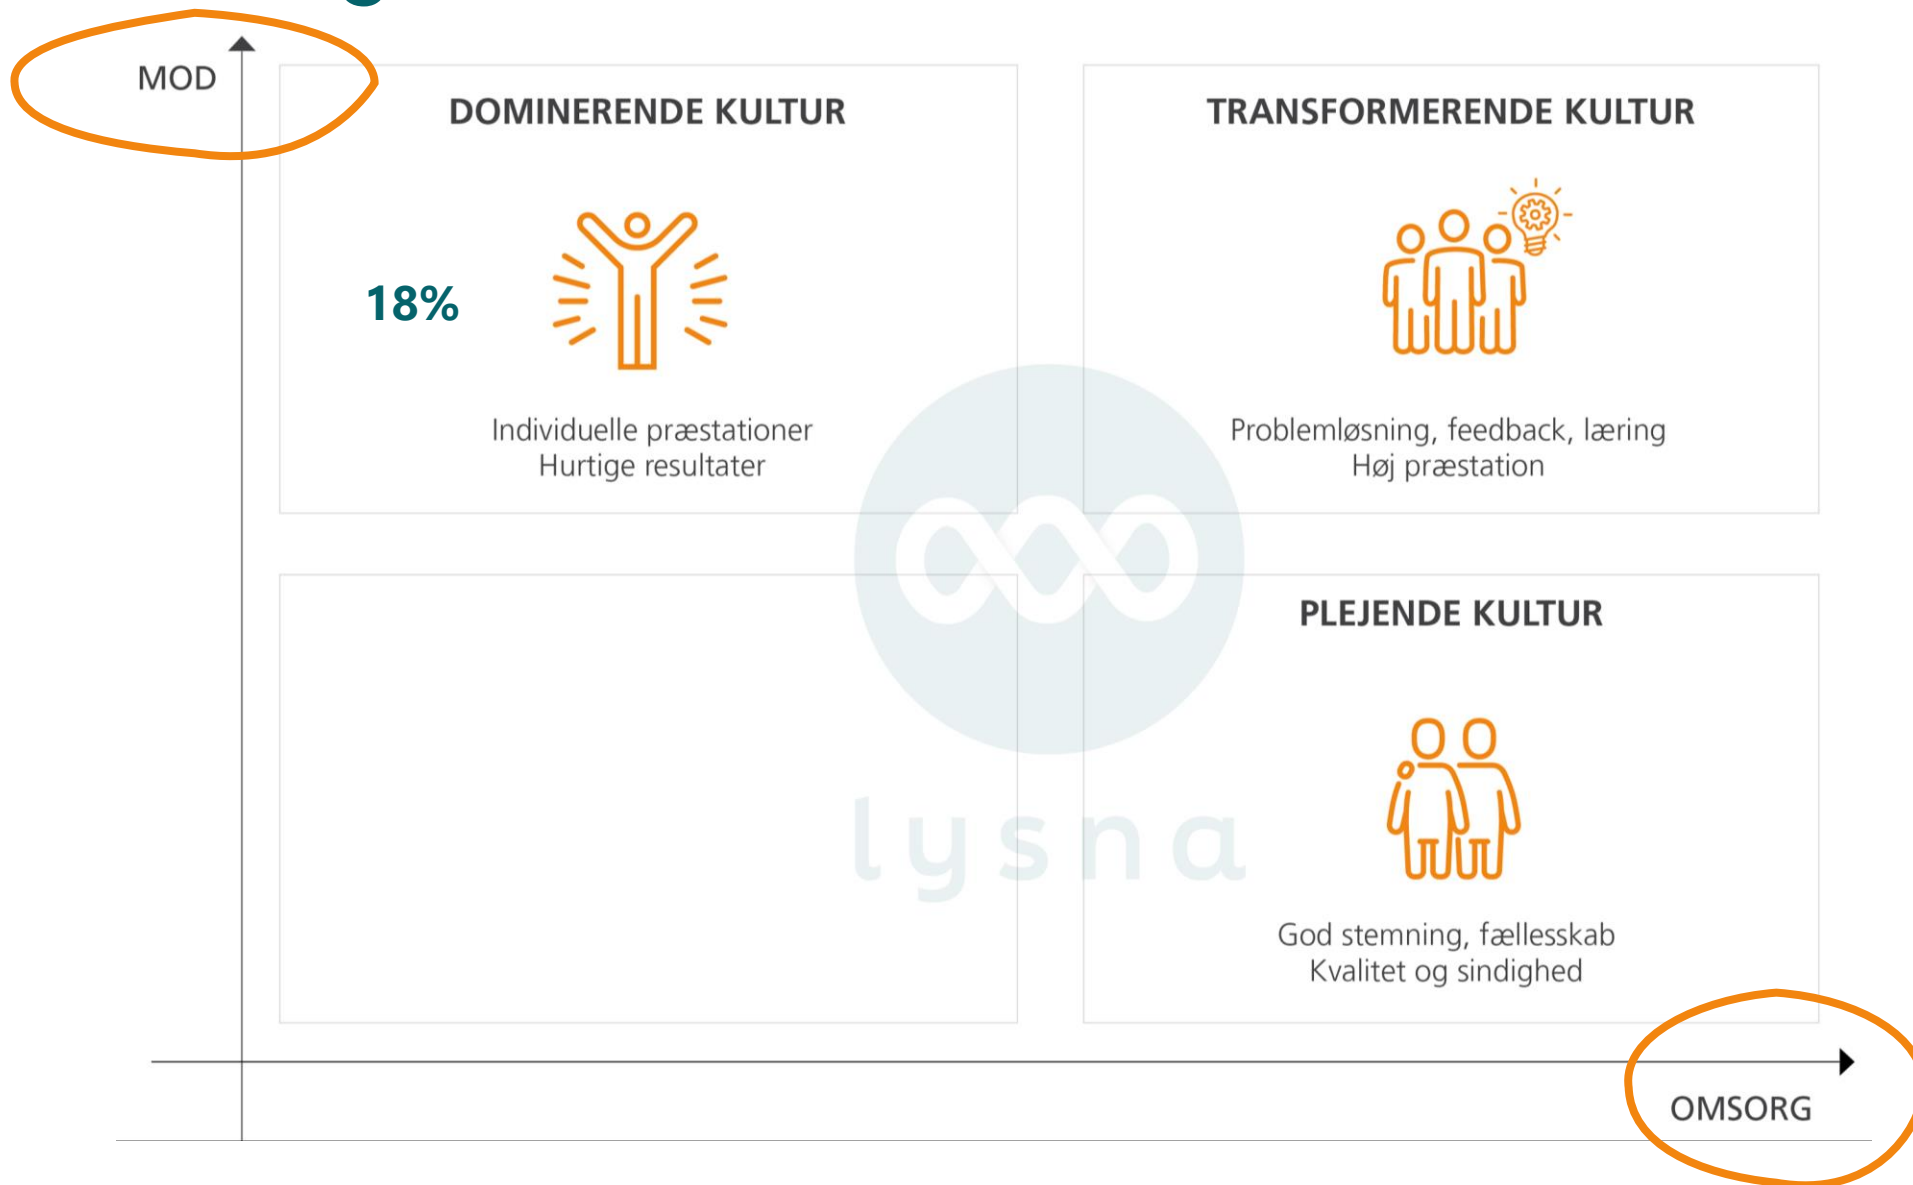 MOD
DOMINERENDE KULTUR
18%
Individuelle præstationer
Hurtige resultater
TRANSFORMERENDE KULTUR
Problemløsning, feedback, læring
Høj præstation
PLEJENDE KULTUR
God stemning, fællesskab
Kvalitet og sindighed
lysna
OMSORG